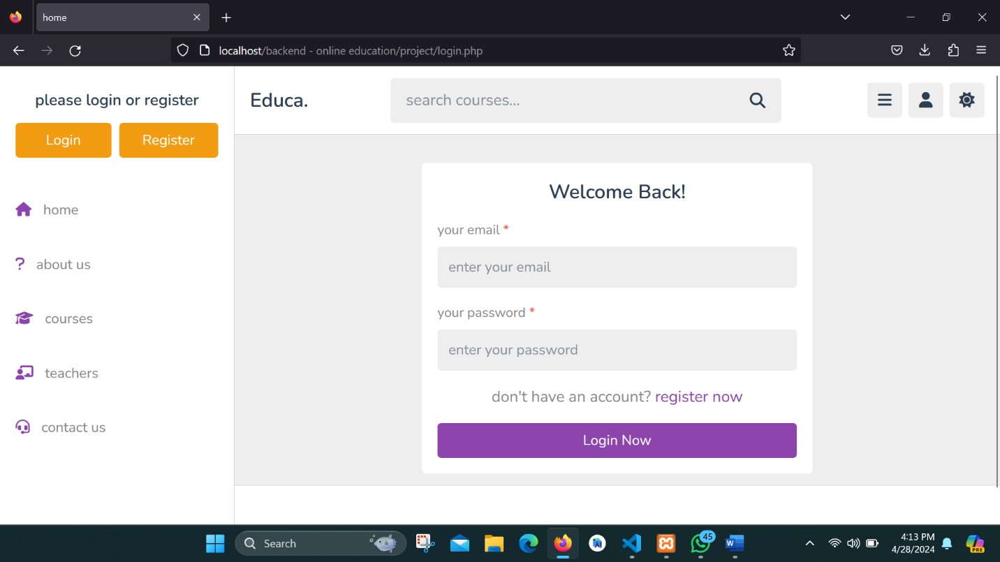 home
localhost/backend - online education/project/login.php
please login or register
Login
Register
home
about us
courses
teachers
contact us
Educa.
search courses...
Welcome Back!
your email *
enter your email
your password *
enter your password
don't have an account? register now
Login Now
Search
45
4:13 PM
4/28/2024
PRE